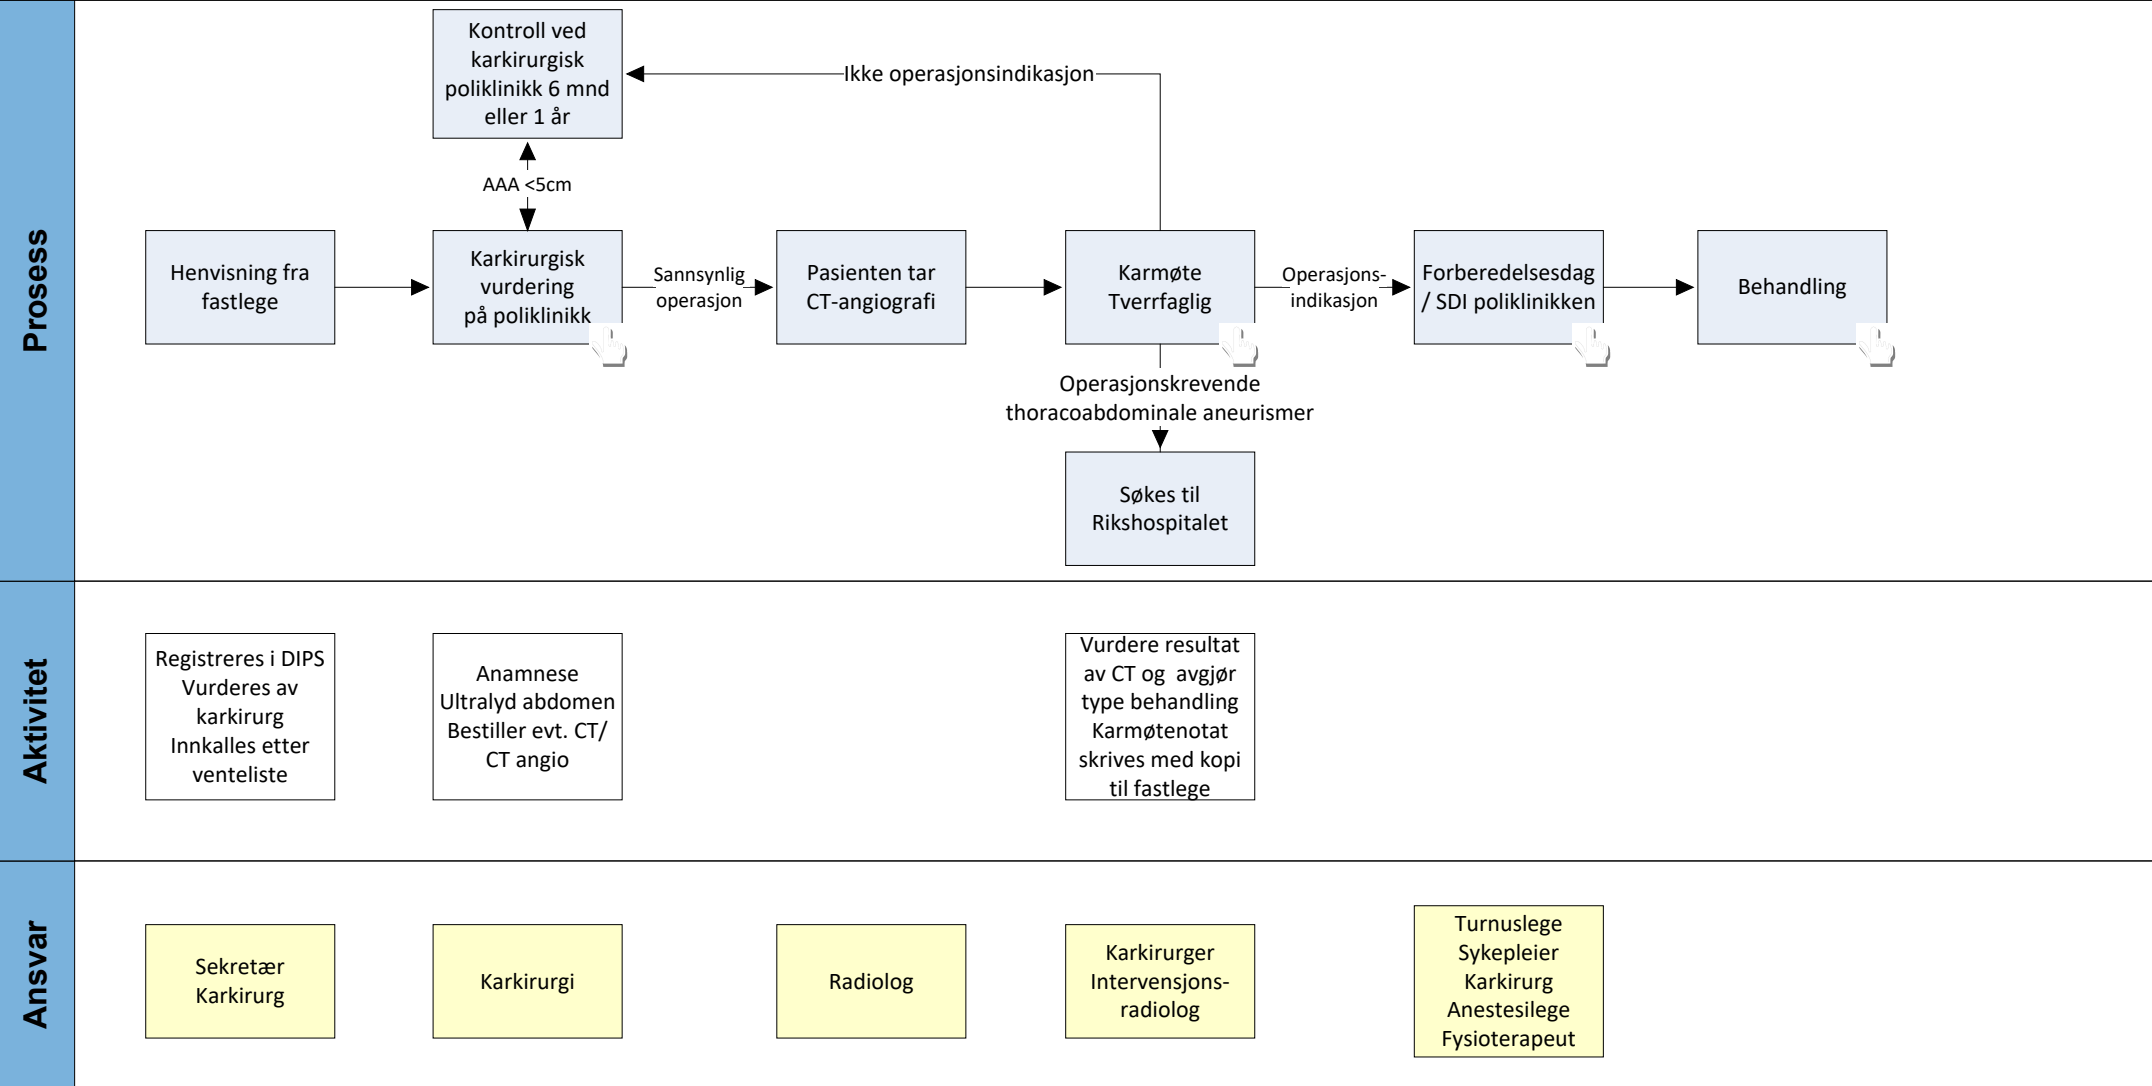 Prosess
Kontroll ved
karkirurgisk
poliklinikk 6 mnd
eller 1 år
Ikke operasjonsindikasjon
AAA <5cm
Henvisning fra
fastlege
Karkirurgisk
vurdering
på poliklinikk
Sannsynlig
operasjon
Pasienten tar
CT-angiografi
Karmøte
Tverrfaglig
Operasjons-
indikasjon
Forberedelsesdag
/ SDI poliklinikken
Behandling
Operasjonskrevende
thoracoabdominale aneurismer
Søkes til
Rikshospitalet
Aktivitet
Registreres i DIPS
Vurderes av
karkirurg
Innkalles etter
venteliste
Anamnese
Ultralyd abdomen
Bestiller evt. CT/
CT angio
Vurdere resultat
av CT og  avgjør
type behandling
Karmøtenotat
skrives med kopi
til fastlege
Ansvar
Sekretær
Karkirurg
Karkirurgi
Radiolog
Karkirurger
Intervensjons-
radiolog
Turnuslege
Sykepleier
Karkirurg
Anestesilege
Fysioterapeut